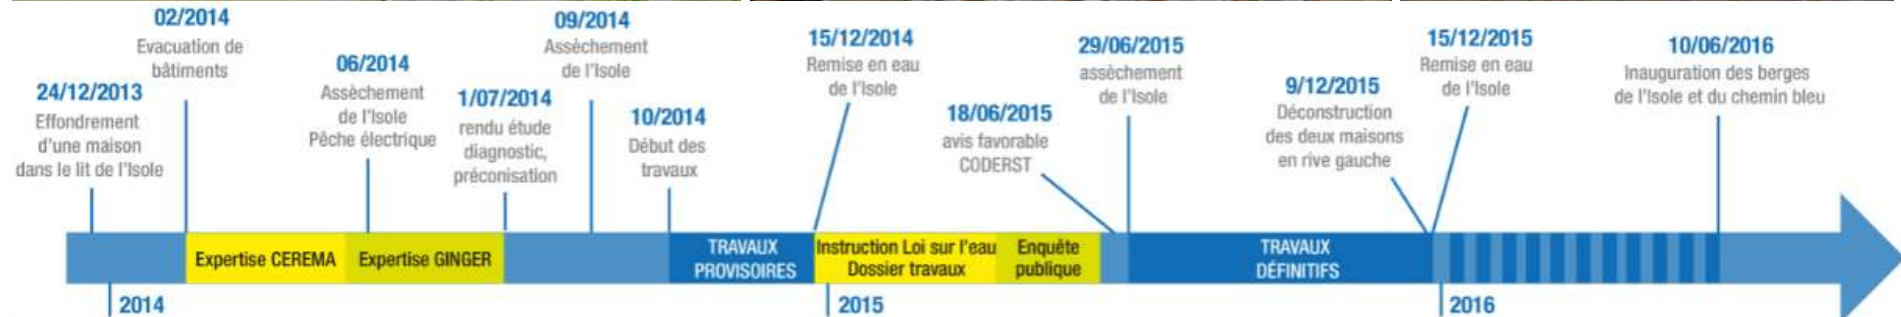 24/12/2013
Effondrement
d'une maison
dans le lit de l'Isole
02/2014
Evacuation de
bâtiments
06/2014
Assèchement
de l'Isole
Pêche électrique
1/07/2014
rendu étude
diagnostic,
préconisation
09/2014
Assèchement
de l'Isole
10/2014
Début des
travaux
15/12/2014
Remise en eau
de l'Isole
18/06/2015
avis favorable
CODERST
29/06/2015
assèchement
de l'Isole
9/12/2015
Déconstruction
des deux maisons
en rive gauche
15/12/2015
Remise en eau
de l'Isole
10/06/2016
Inauguration des berges
de l'Isole et du chemin bleu
Expertise CEREMA
Expertise GINGER
TRAVAUX
PROVISOIRES
Instruction Loi sur l'eau
Dossier travaux
Enquête
publique
TRAVAUX
DÉFINITIFS
2014
2015
2016